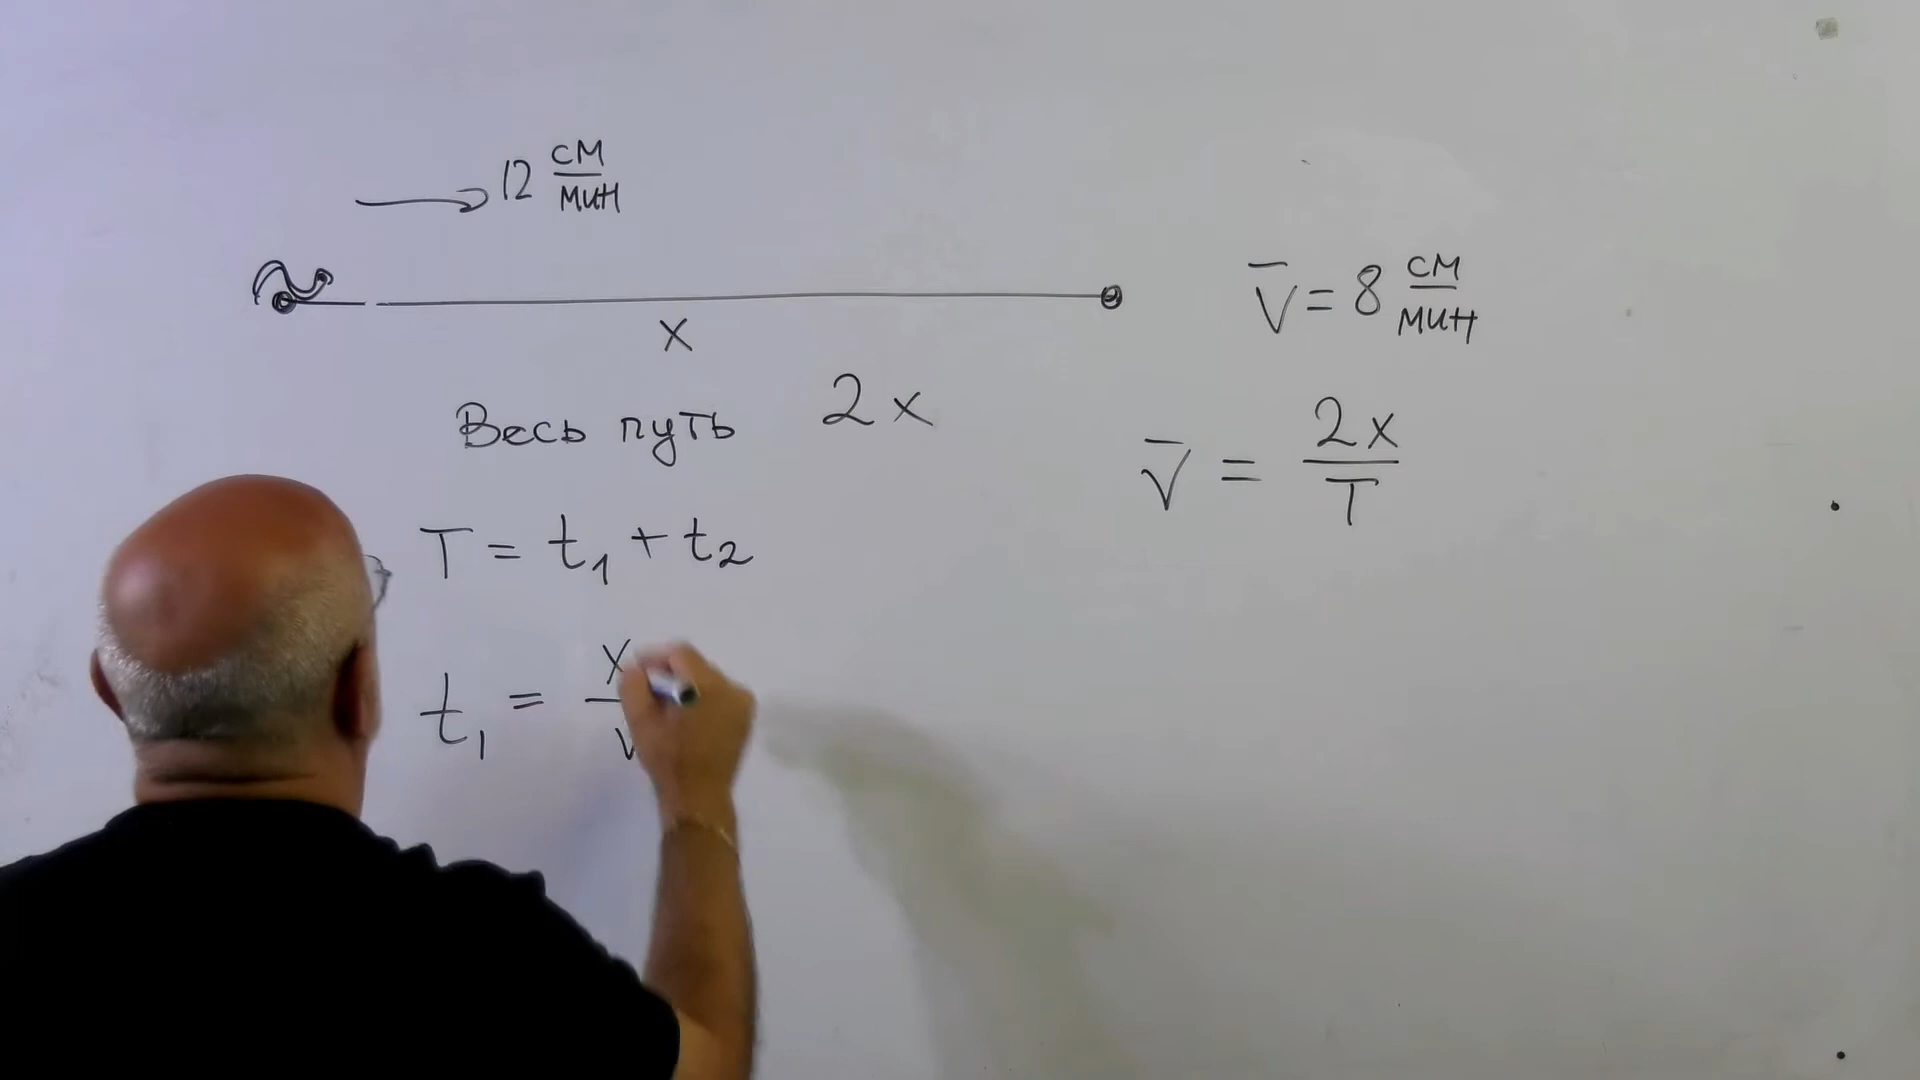 12 см/мин
x
V̄ = 8 см/мин
Весь путь 2x
V̄ = 2x/T
T = t₁ + t₂
t₁ = x/v